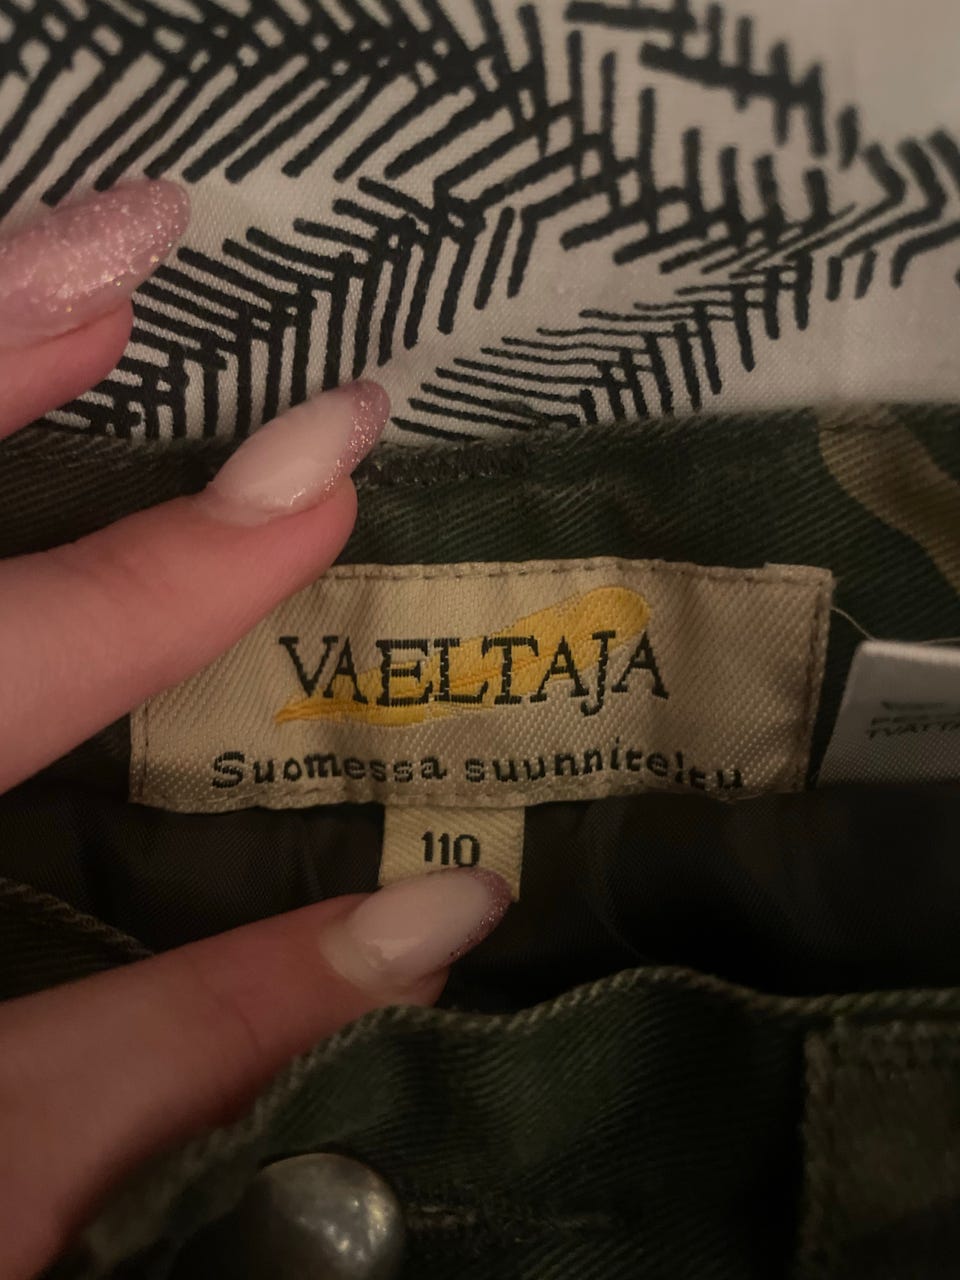 VAELTAJA
Suomessa suunniteltu
110